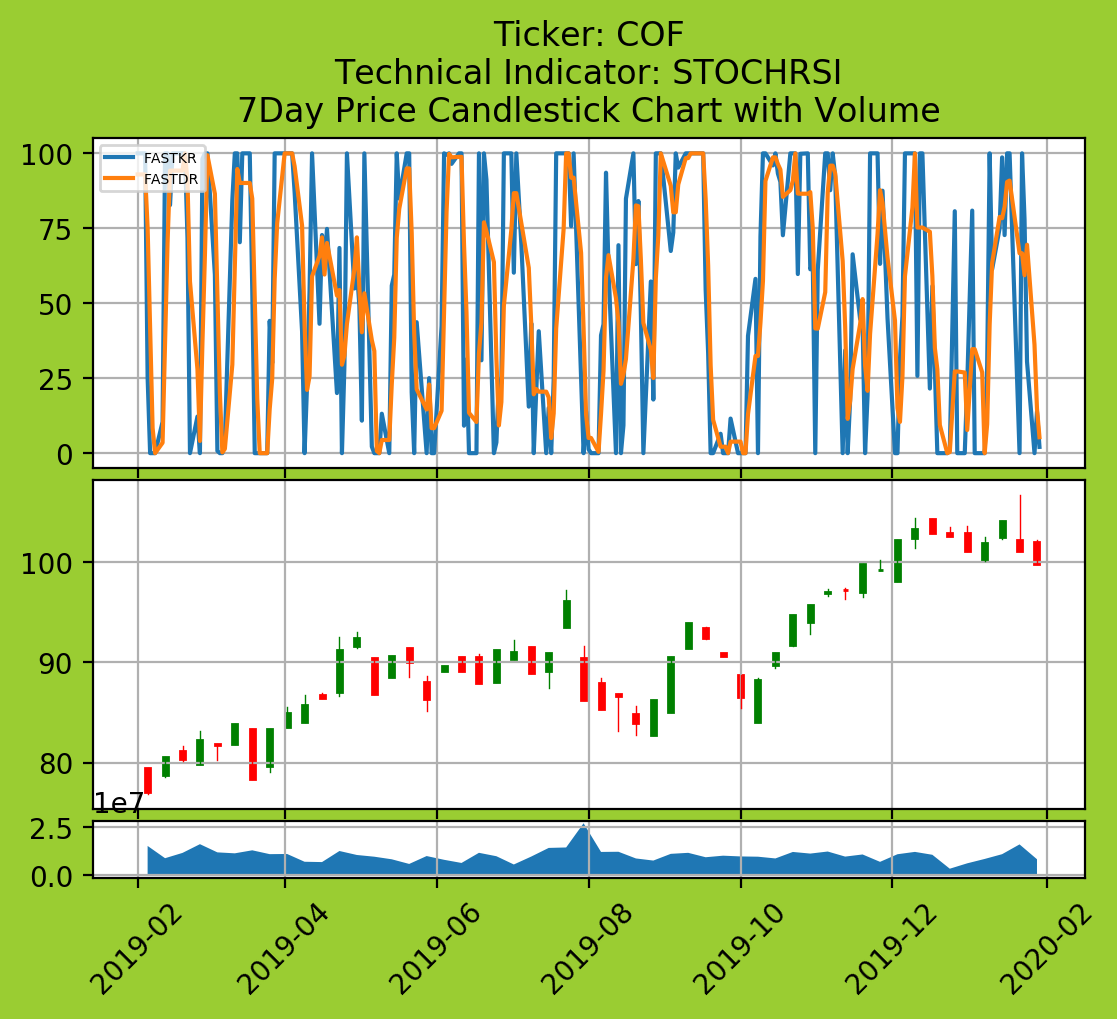 Ticker: COF
Technical Indicator: STOCHRSI
7Day Price Candlestick Chart with Volume
100
75
50
25
0
FASTKR
FASTDR
100
90
80
1e7
2.5
0.0
2019-02
2019-04
2019-06
2019-08
2019-10
2019-12
2020-02